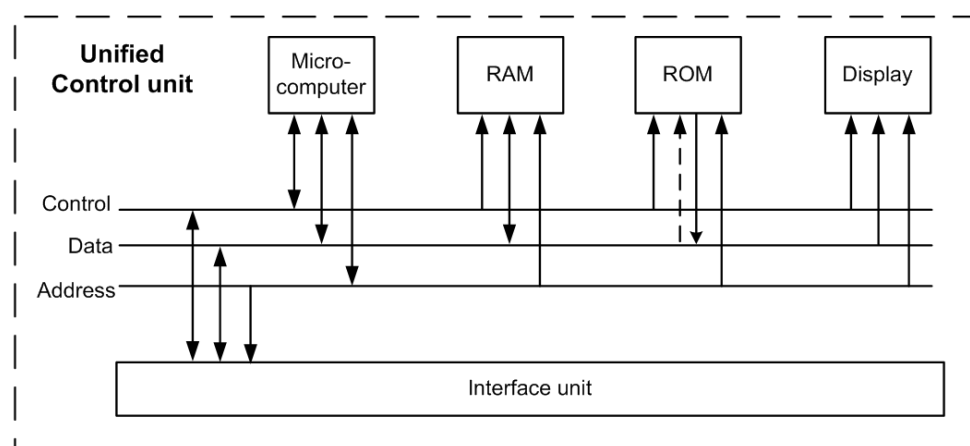 Unified
Control unit
Micro-
computer
RAM
ROM
Display
Control
Data
Address
Interface unit